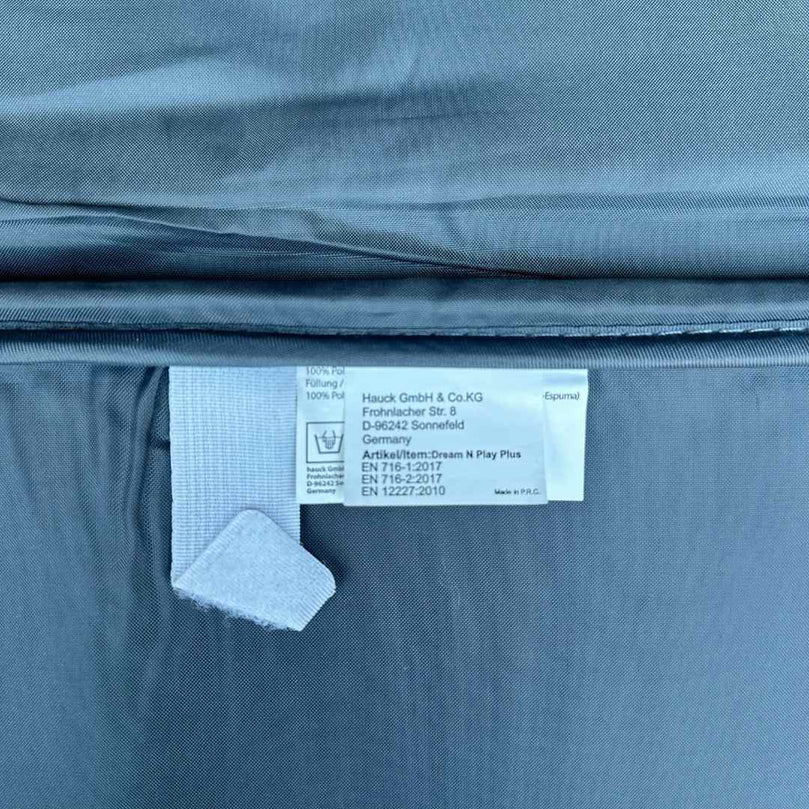 100% Pol
Füllung /
100% Pol
-Espuma)
hauck Gm
Frohnlacher
D-96242 So
Germany
Hauck GmbH & Co.KG
Frohnlacher Str. 8
D-96242 Sonnefeld
Germany
Artikel/Item:Dream N Play Plus
EN 716-1:2017
EN 716-2:2017
EN 12227:2010
Made in P.R.C.